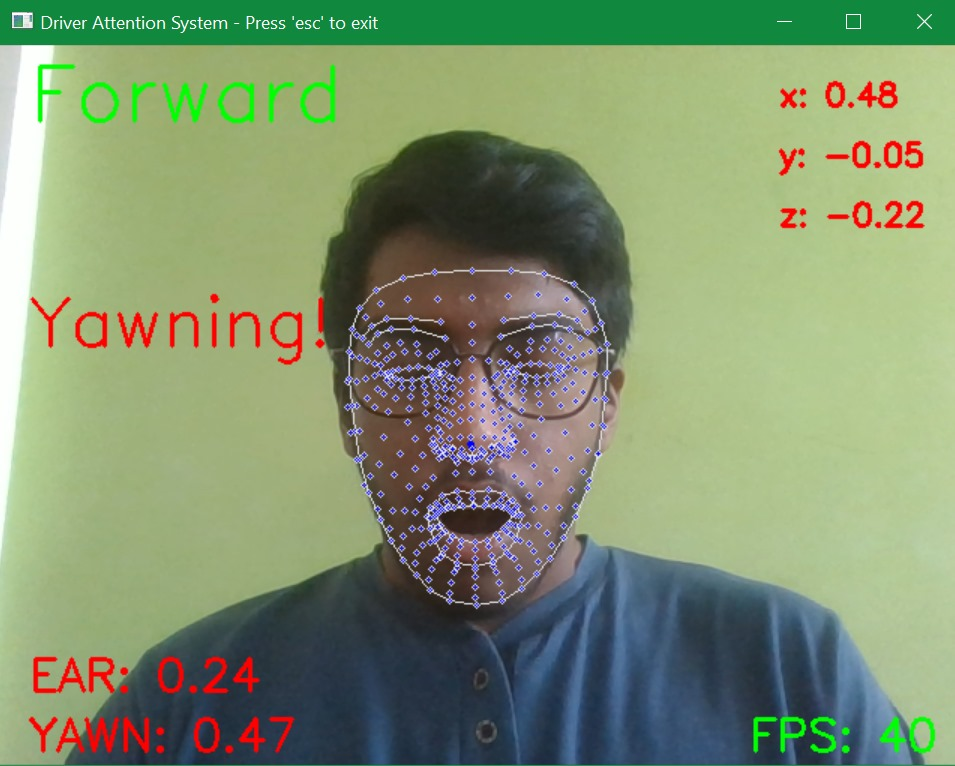 Driver Attention System - Press 'esc' to exit
Forward
x: 0.48
y: -0.05
z: -0.22
Yawning!
EAR: 0.24
YAWN: 0.47
FPS: 40